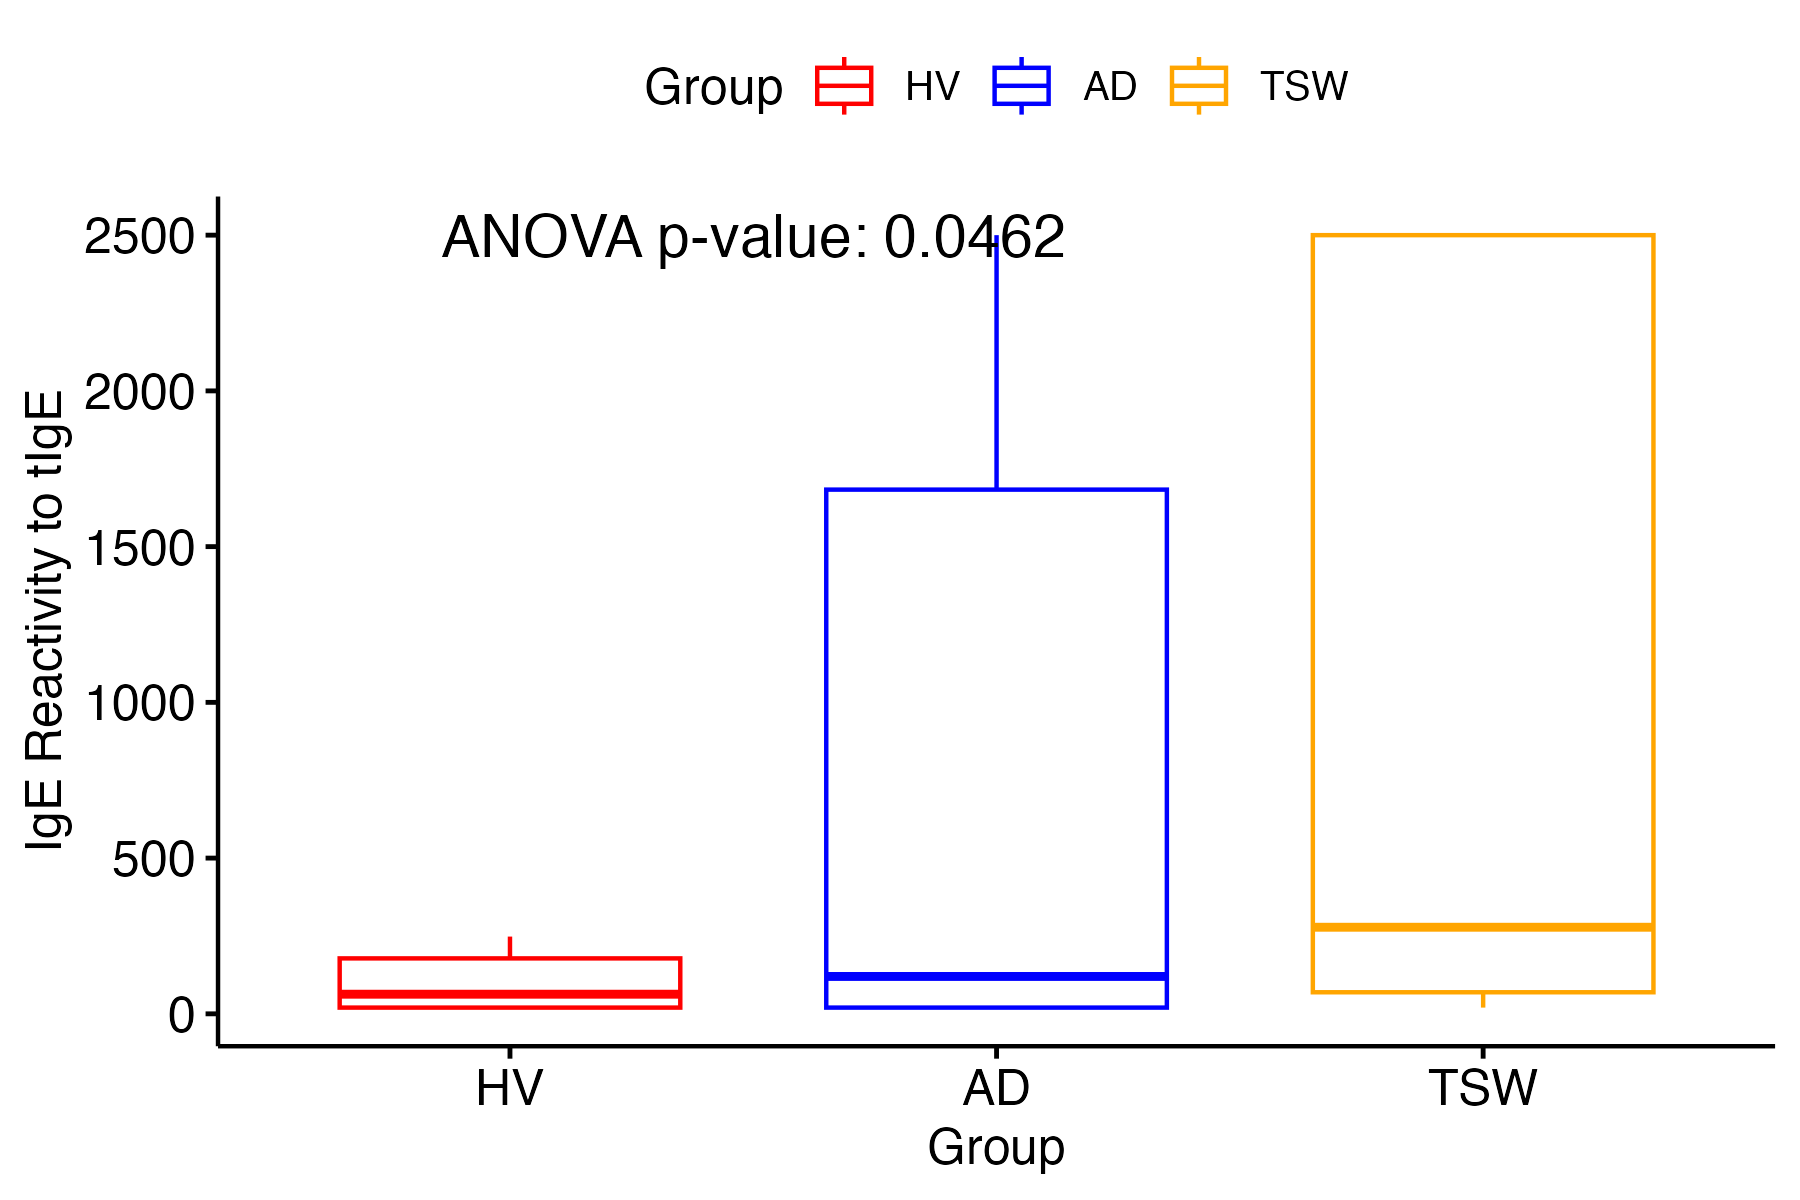 Group HV AD TSW
ANOVA p-value: 0.0462
IgE Reactivity to tIgE
2500
2000
1500
1000
500
0
HV AD TSW
Group